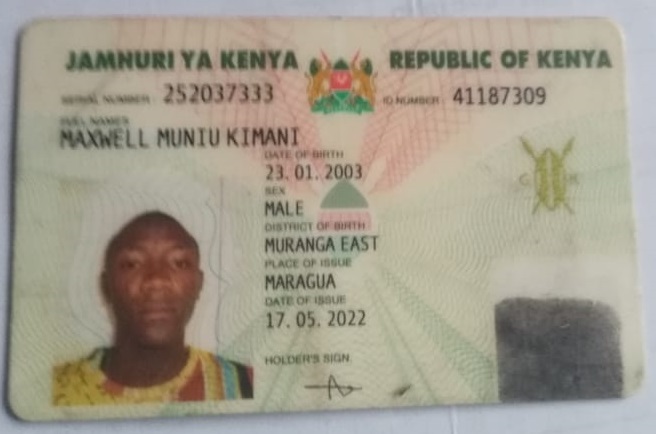 JAMHURI YA KENYA REPUBLIC OF KENYA
SERIAL NUMBER: 252037333 ID NUMBER: 41187309
FULL NAMES
MAXWELL MUNIU KIMANI
DATE OF BIRTH
23. 01. 2003
SEX
MALE
DISTRICT OF BIRTH
MURANGA EAST
PLACE OF ISSUE
MARAGUA
DATE OF ISSUE
17. 05. 2022
HOLDER'S SIGN.